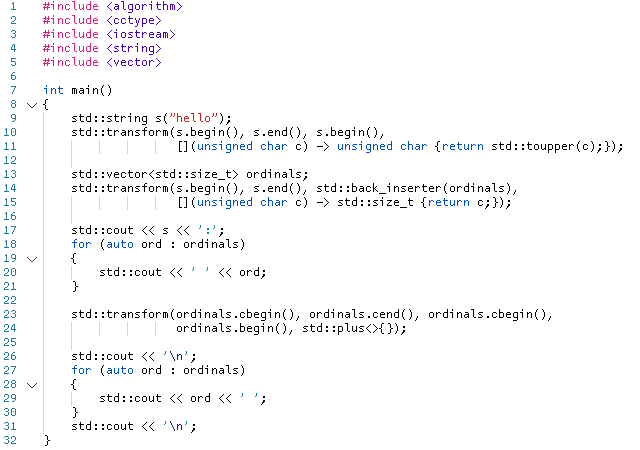 1 #include <algorithm>
2 #include <cctype>
3 #include <iostream>
4 #include <string>
5 #include <vector>
6
7 int main()
8 {
9     std::string s("hello");
10     std::transform(s.begin(), s.end(), s.begin(),
11                    [](unsigned char c) -> unsigned char {return std::toupper(c);});
12
13     std::vector<std::size_t> ordinals;
14     std::transform(s.begin(), s.end(), std::back_inserter(ordinals),
15                    [](unsigned char c) -> std::size_t {return c;});
16
17     std::cout << s << ':';
18     for (auto ord : ordinals)
19     {
20         std::cout << ' ' << ord;
21     }
22
23     std::transform(ordinals.cbegin(), ordinals.cend(), ordinals.cbegin(),
24                    ordinals.begin(), std::plus<>{});
25
26     std::cout << '\n';
27     for (auto ord : ordinals)
28     {
29         std::cout << ord << ' ';
30     }
31     std::cout << '\n';
32 }